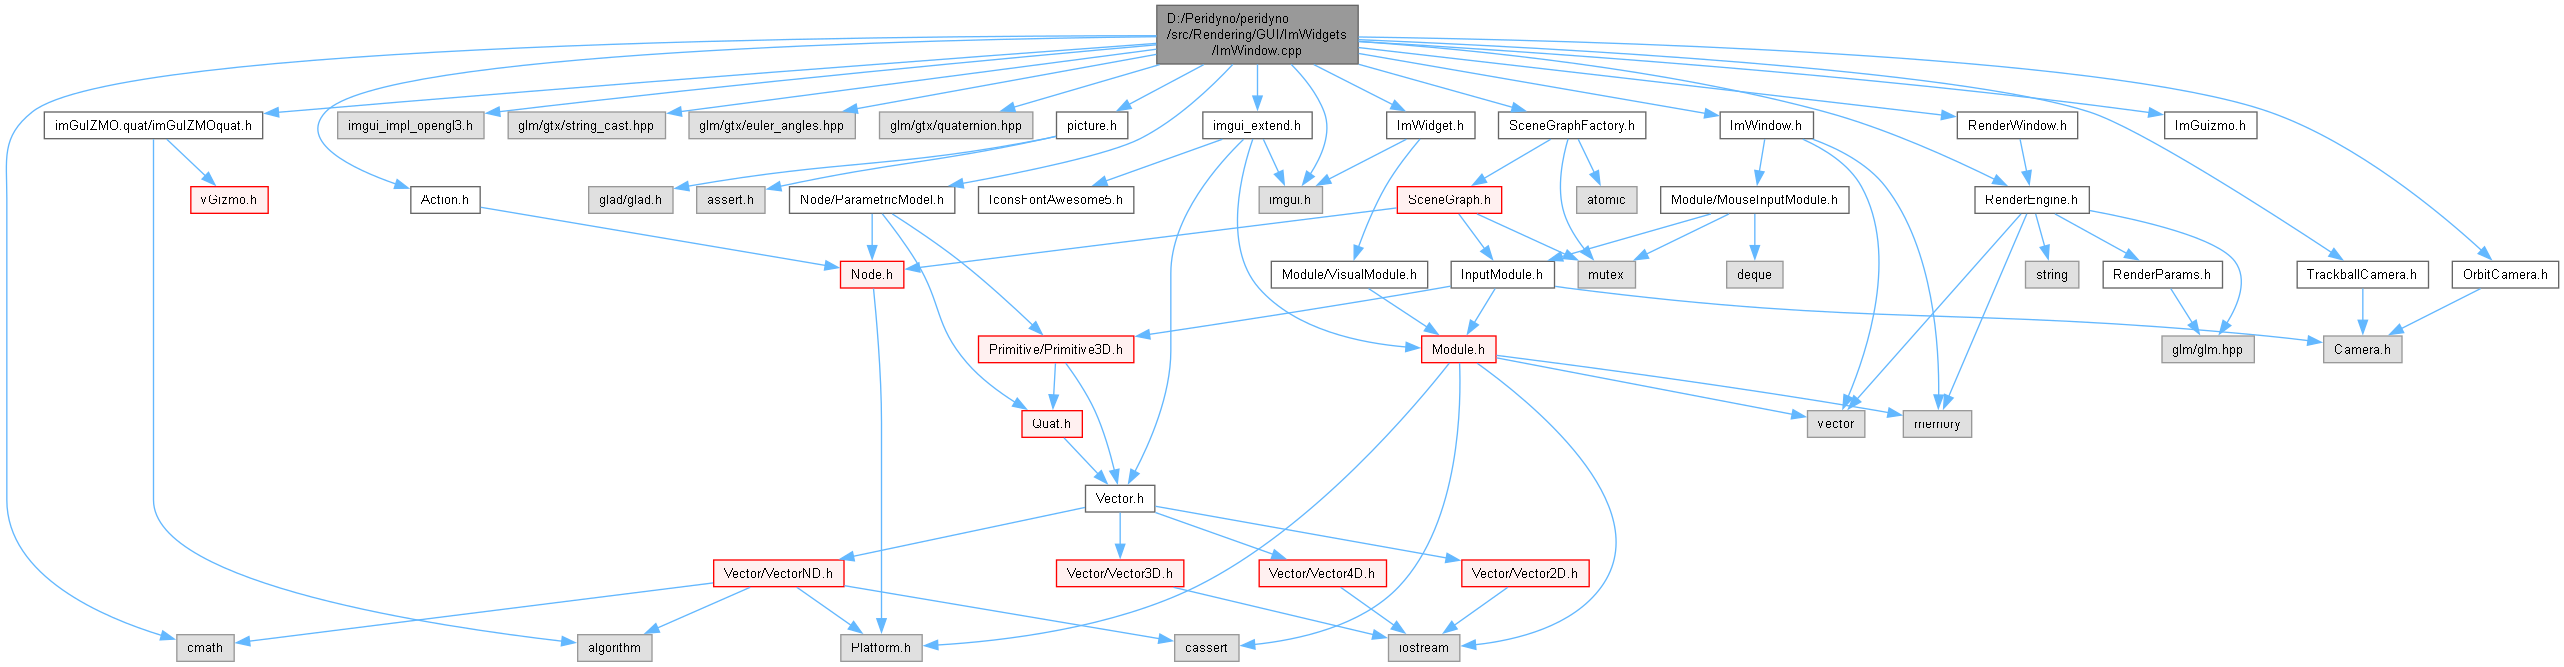 D:/Peridyno/peridyno
/src/Rendering/GUI/ImWidgets
/ImWindow.cpp
imGuIZMO.quat/imGuIZMOquat.h
imgui_impl_opengl3.h
glm/gtx/string_cast.hpp
glm/gtx/euler_angles.hpp
glm/gtx/quaternion.hpp
picture.h
imgui_extend.h
ImWidget.h
SceneGraphFactory.h
ImWindow.h
RenderWindow.h
ImGuizmo.h
vGizmo.h
Action.h
glad/glad.h
assert.h
Node/ParametricModel.h
IconsFontAwesome5.h
imgui.h
SceneGraph.h
atomic
Module/MouseInputModule.h
RenderEngine.h
Node.h
Module/VisualModule.h
InputModule.h
mutex
deque
string
RenderParams.h
TrackballCamera.h
OrbitCamera.h
Primitive/Primitive3D.h
Module.h
glm/glm.hpp
Camera.h
Quat.h
vector
memory
Vector.h
Vector/VectorND.h
Vector/Vector3D.h
Vector/Vector4D.h
Vector/Vector2D.h
cmath
algorithm
Platform.h
cassert
iostream